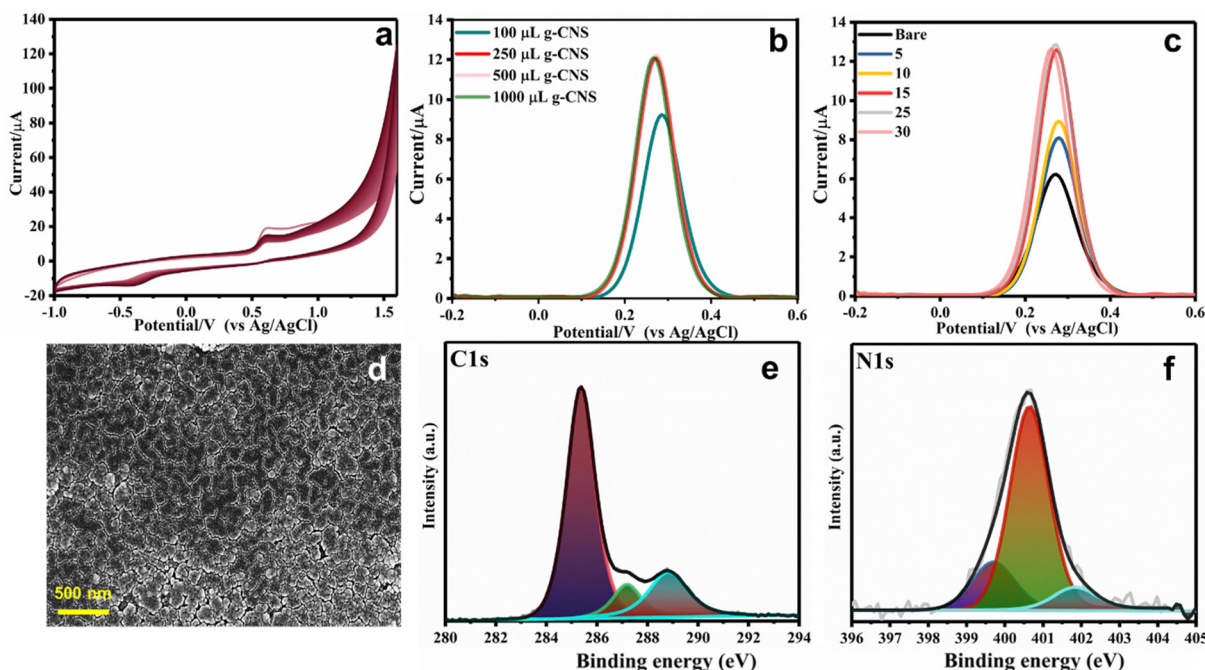 a
140
120
100
80
60
40
20
0
-20
Current/µA
-1.0 -0.5 0.0 0.5 1.0 1.5
Potential/V (vs Ag/AgCl)
b
100 µL g-CNS
250 µL g-CNS
500 µL g-CNS
1000 µL g-CNS
14
12
10
8
6
4
2
0
Current/µA
-0.2 0.0 0.2 0.4 0.6
Potential/V (vs Ag/AgCl)
c
Bare
5
10
15
25
30
14
12
10
8
6
4
2
0
Current/µA
-0.2 0.0 0.2 0.4 0.6
Potential/V (vs Ag/AgCl)
d
500 nm
C1s
e
Intensity (a.u.)
280 282 284 286 288 290 292 294
Binding energy (eV)
N1s
f
Intensity (a.u.)
396 397 398 399 400 401 402 403 404 405
Binding energy (eV)